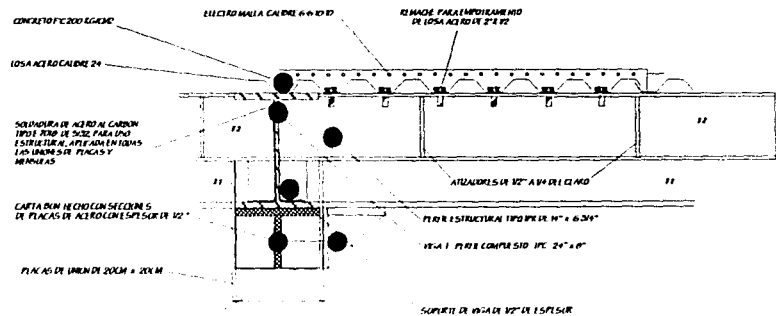 CONCRETO F'C 200 KG/CM2
ELECTRO MALLA CALIBRE 6-6-10-10
REMACHE PARA EMPOTRAMIENTO
DE LOSA ACERO DE 2" X 1/2
LOSA ACERO CALIBRE 24
SOLDADURA DE ACERO AL CARBON
TIPO E 70XD DE 5/32, PARA USO
ESTRUCTURAL, APLICADA EN TODAS
LAS UNIONES DE PLACAS Y
MENSULAS
ATIZADORES DE 1/2" A 1/4 DEL CLARO
CARTABON HECHO CON SECCIONES
DE PLACAS DE ACERO CON ESPESOR DE 1/2"
PERFIL ESTRUCTURAL TIPO IPR DE 14" x 6 3/4"
VIGA 1 PERFIL COMPUESTO IPC 24" x 8"
PLACAS DE UNION DE 20CM x 20CM
SOPORTE DE VIGA DE 1/2" DE ESPESOR